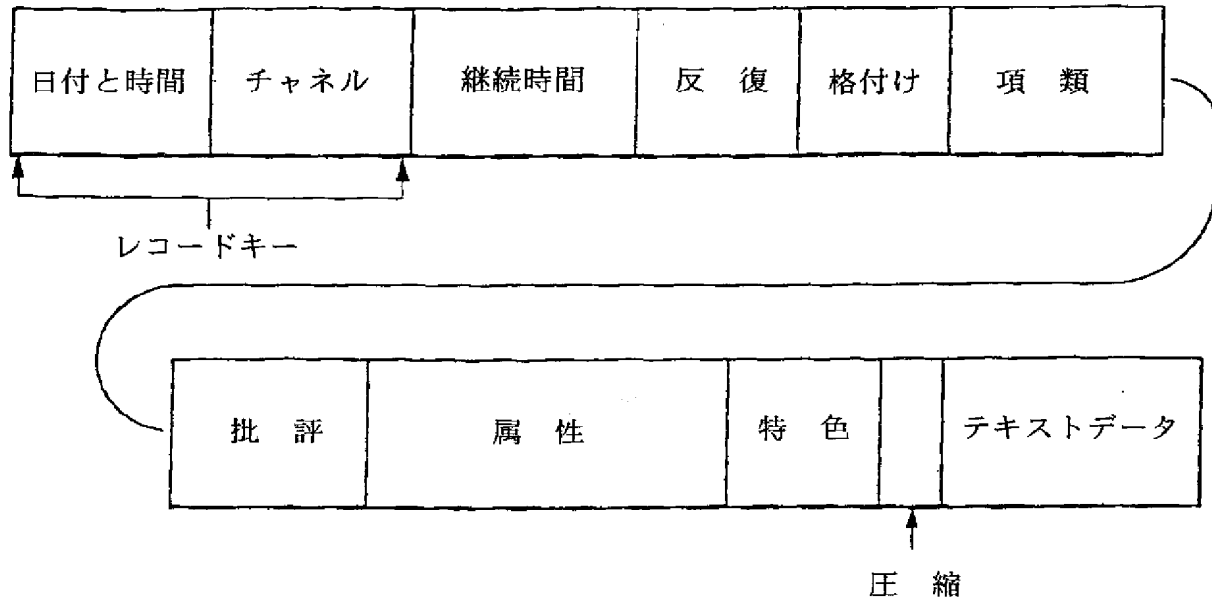 日付と時間 チャネル 継続時間 反復 格付け 項類
レコードキー
批評 属性 特色 テキストデータ
圧縮